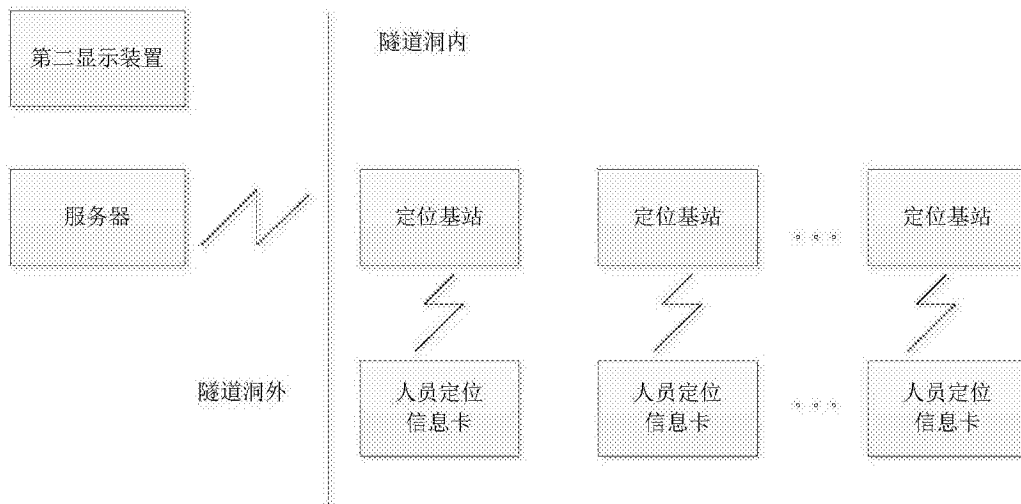 第二显示装置
隧道洞内
服务器
定位基站
定位基站
定位基站
隧道洞外
人员定位
信息卡
人员定位
信息卡
人员定位
信息卡